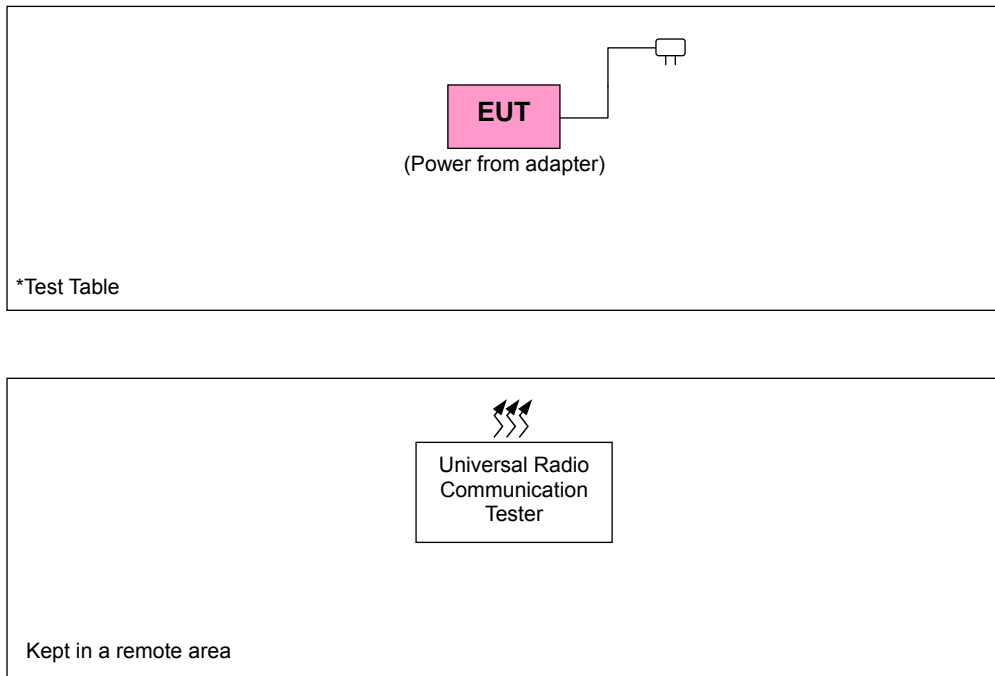 EUT
(Power from adapter)
*Test Table
Universal Radio
Communication
Tester
Kept in a remote area